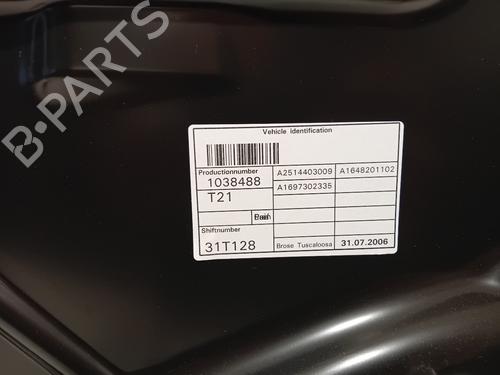 B-PARTS
Vehicle identification
Productionnumber
1038488
T21
A2514403009
A1648201102
A1697302335
Shiftnumber
31T128
Brose Tuscaloosa
31.07.2006